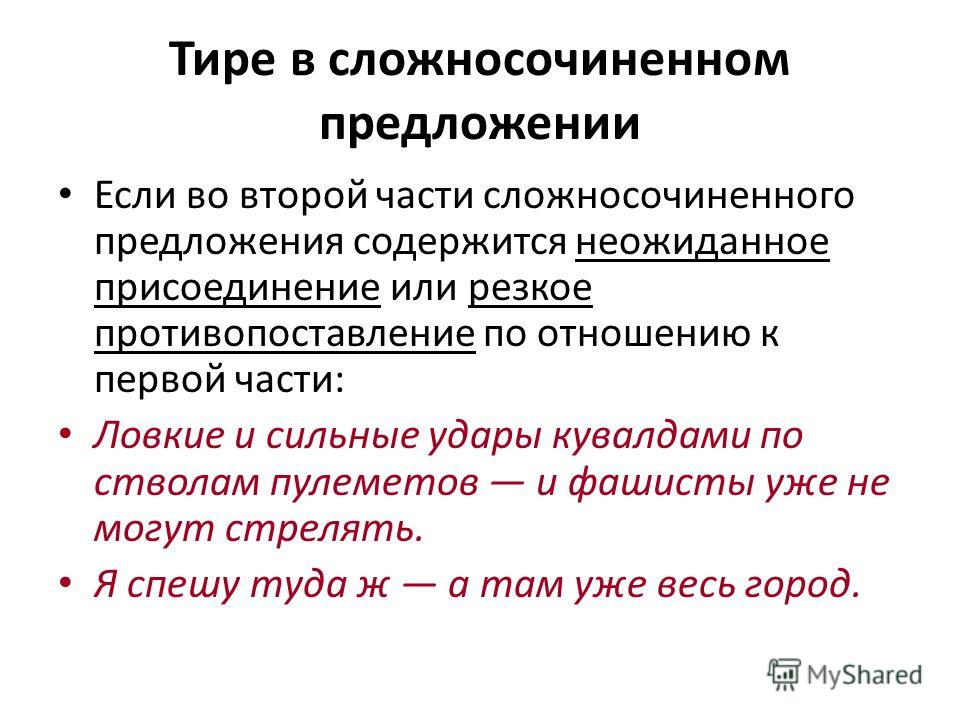 Тире в сложносочиненном
предложении
• Если во второй части сложносочиненного
предложения содержится неожиданное
присоединение или резкое
противопоставление по отношению к
первой части:
• Ловкие и сильные удары кувалдами по
стволам пулеметов — и фашисты уже не
могут стрелять.
• Я спешу туда ж — а там уже весь город.
MyShared